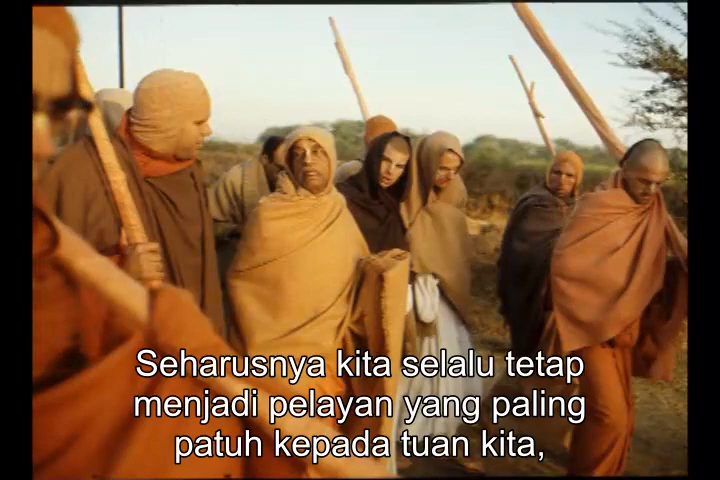 Seharusnya kita selalu tetap
menjadi pelayan yang paling
patuh kepada tuan kita,